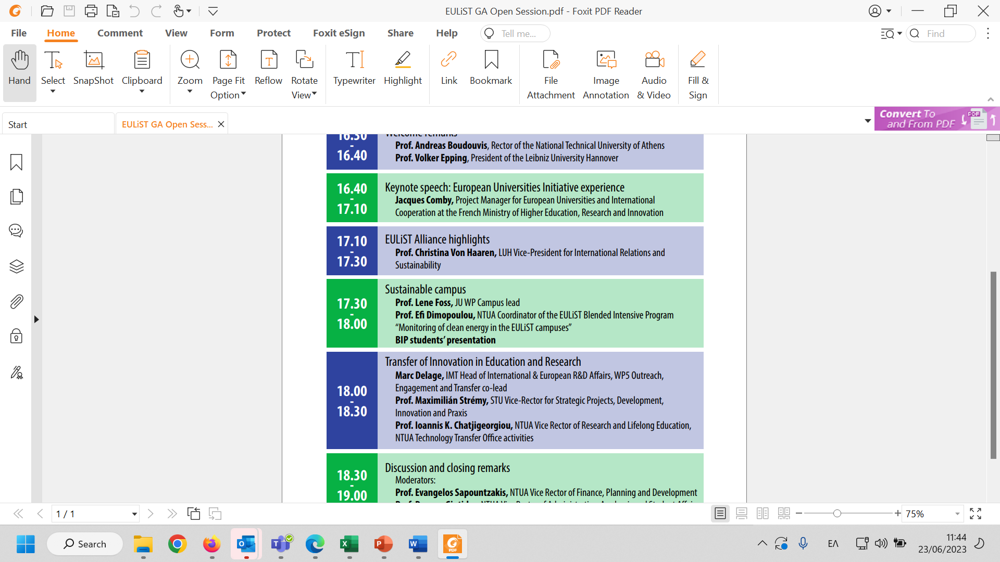 EULiST GA Open Session.pdf - Foxit PDF Reader
File Home Comment View Form Protect Foxit eSign Share Help Tell me... Find
Hand Select SnapShot Clipboard Zoom Page Fit Option Reflow Rotate View Typewriter Highlight Link Bookmark File Attachment Image Annotation Audio & Video Fill & Sign
Start EULiST GA Open Sess...
Convert To
and From PDF
PDF
16.30
-
16.40
Welcome remarks
Prof. Andreas Boudouvis, Rector of the National Technical University of Athens
Prof. Volker Epping, President of the Leibniz University Hannover
16.40
-
17.10
Keynote speech: European Universities Initiative experience
Jacques Comby, Project Manager for European Universities and International
Cooperation at the French Ministry of Higher Education, Research and Innovation
17.10
-
17.30
EULiST Alliance highlights
Prof. Christina Von Haaren, LUH Vice-President for International Relations and
Sustainability
17.30
-
18.00
Sustainable campus
Prof. Lene Foss, JU WP Campus lead
Prof. Efi Dimopoulou, NTUA Coordinator of the EULiST Blended Intensive Program
“Monitoring of clean energy in the EULiST campuses”
BIP students’ presentation
18.00
-
18.30
Transfer of Innovation in Education and Research
Marc Delage, IMT Head of International & European R&D Affairs, WP5 Outreach,
Engagement and Transfer co-lead
Prof. Maximilián Strémy, STU Vice-Rector for Strategic Projects, Development,
Innovation and Praxis
Prof. Ioannis K. Chatjigeorgiou, NTUA Vice Rector of Research and Lifelong Education,
NTUA Technology Transfer Office activities
18.30
-
19.00
Discussion and closing remarks
Moderators:
Prof. Evangelos Sapountzakis, NTUA Vice Rector of Finance, Planning and Development
1 / 1
75%
Search
PDF
ΕΛ
11:44
23/06/2023